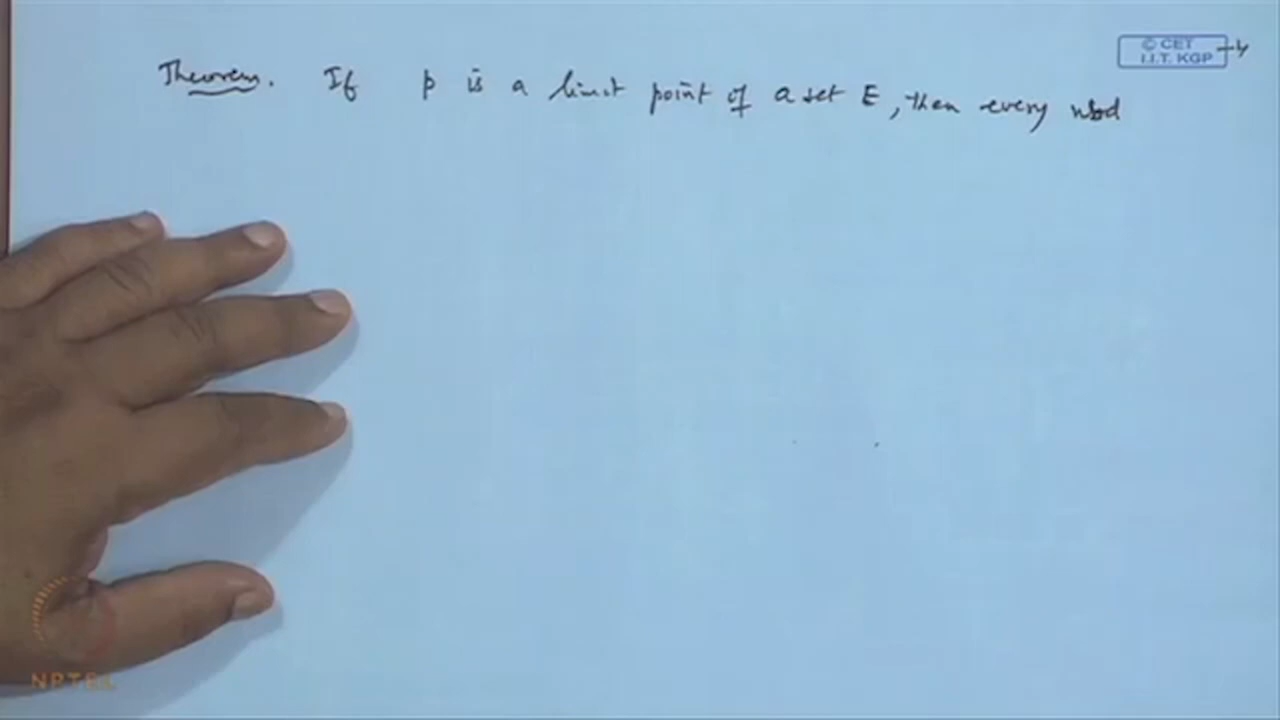 Theorem. If p is a limit point of a set E, then every nbd
© CET
I.I.T. KGP
NPTEL